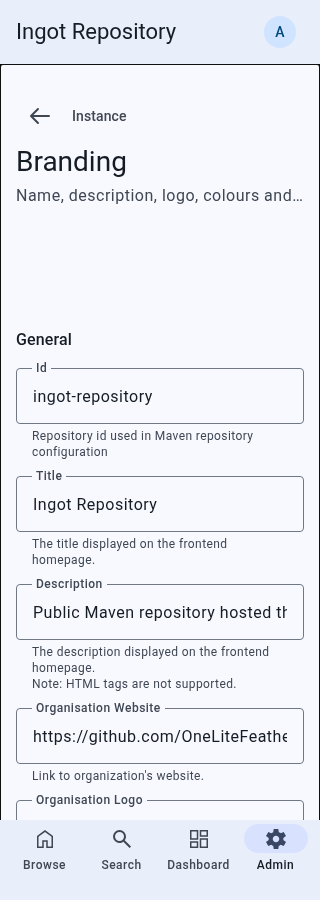 Ingot Repository
A
Instance
Branding
Name, description, logo, colours and…
General
Id
ingot-repository
Repository id used in Maven repository
configuration
Title
Ingot Repository
The title displayed on the frontend
homepage.
Description
Public Maven repository hosted th
The description displayed on the frontend
homepage.
Note: HTML tags are not supported.
Organisation Website
https://github.com/OneLiteFeathe
Link to organization's website.
Organisation Logo
Browse
Search
Dashboard
Admin